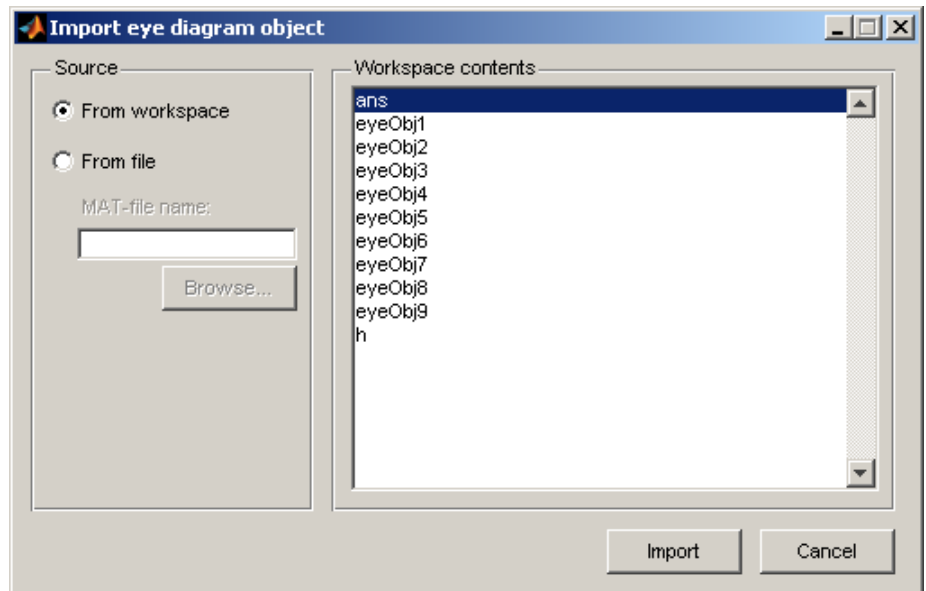 Import eye diagram object
Source
From workspace
From file
MAT-file name:
Browse...
Workspace contents
ans
eyeObj1
eyeObj2
eyeObj3
eyeObj4
eyeObj5
eyeObj6
eyeObj7
eyeObj8
eyeObj9
h
Import
Cancel